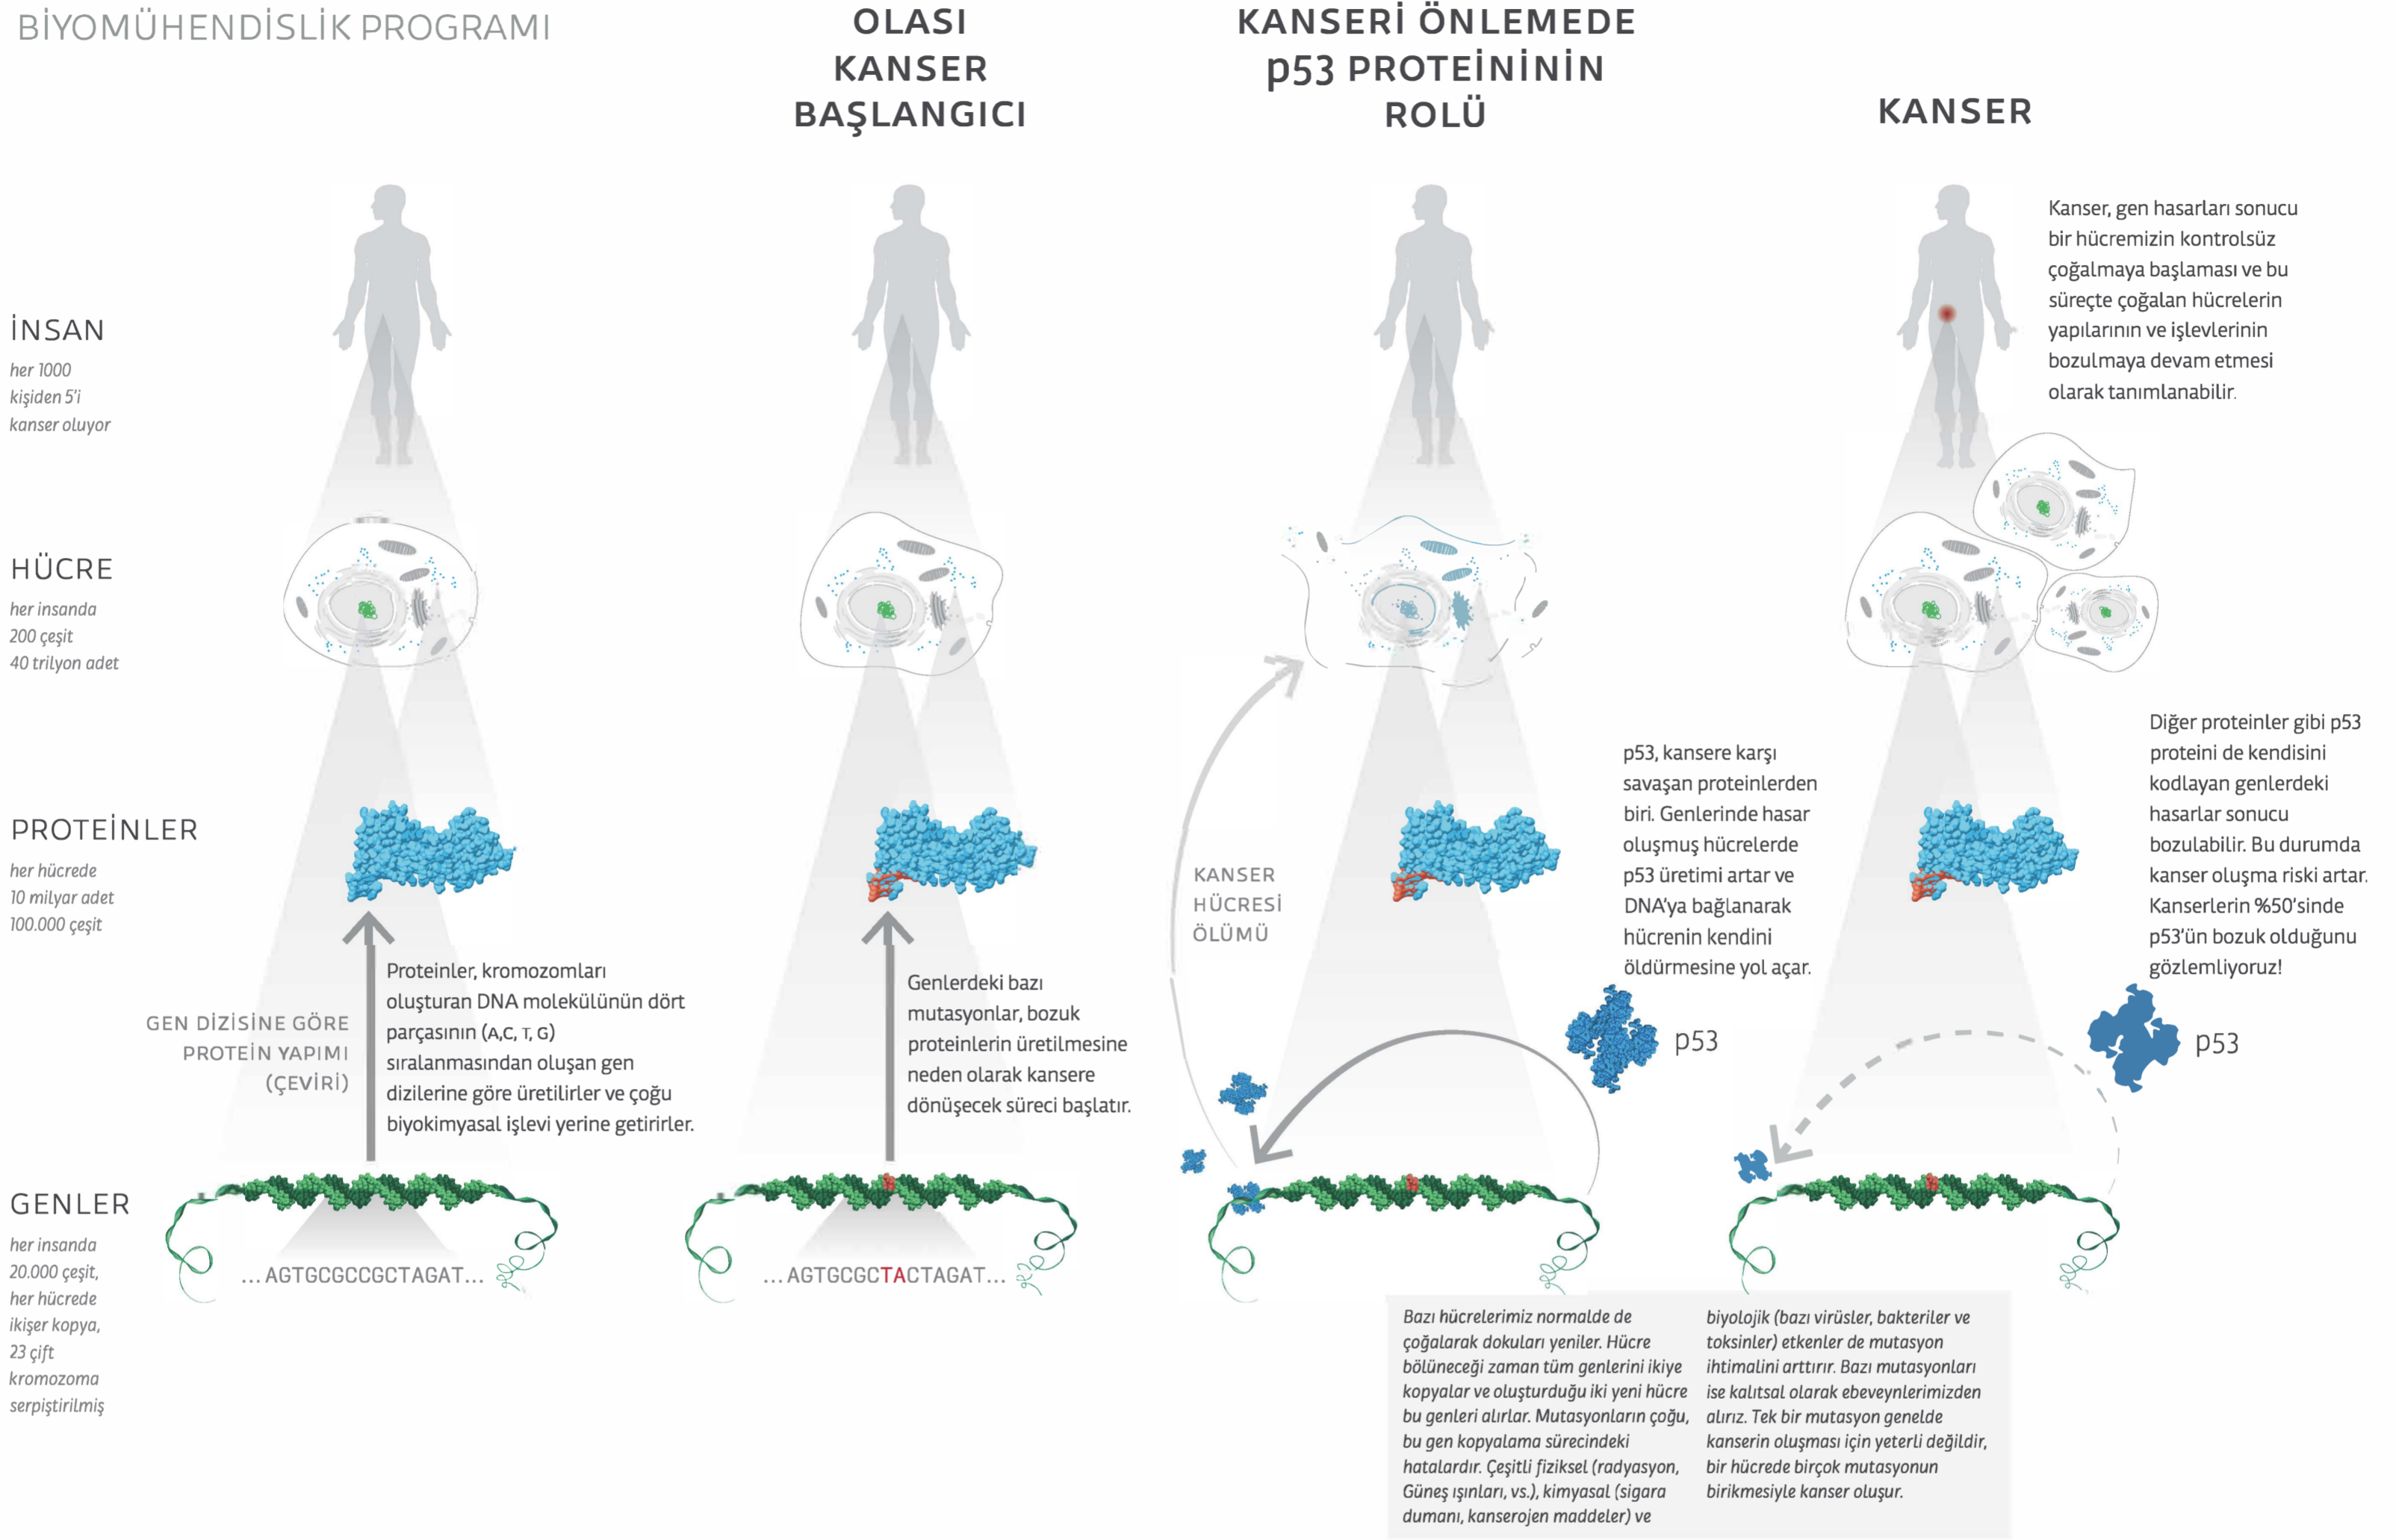 BİYOMÜHENDİSLİK PROGRAMI
OLASI
KANSER
BAŞLANGICI
KANSERİ ÖNLEMEDE
p53 PROTEİNİNİN
ROLÜ
KANSER
Kanser, gen hasarları sonucu
bir hücremizin kontrolsüz
çoğalmaya başlaması ve bu
süreçte çoğalan hücrelerin
yapılarının ve işlevlerinin
bozulmaya devam etmesi
olarak tanımlanabilir.
İNSAN
her 1000
kişiden 5'i
kanser oluyor
HÜCRE
her insanda
200 çeşit
40 trilyon adet
PROTEİNLER
her hücrede
10 milyar adet
100.000 çeşit
GEN DİZİSİNE GÖRE
PROTEİN YAPIMI
(ÇEVİRİ)
Proteinler, kromozomları
oluşturan DNA molekülünün dört
parçasının (A,C, T, G)
sıralanmasından oluşan gen
dizilerine göre üretilirler ve çoğu
biyokimyasal işlevi yerine getirirler.
Genlerdeki bazı
mutasyonlar, bozuk
proteinlerin üretilmesine
neden olarak kansere
dönüşecek süreci başlatır.
KANSER
HÜCRESİ
ÖLÜMÜ
p53, kansere karşı
savaşan proteinlerden
biri. Genlerinde hasar
oluşmuş hücrelerde
p53 üretimi artar ve
DNA'ya bağlanarak
hücrenin kendini
öldürmesine yol açar.
p53
Diğer proteinler gibi p53
proteini de kendisini
kodlayan genlerdeki
hasarlar sonucu
bozulabilir. Bu durumda
kanser oluşma riski artar.
Kanserlerin %50'sinde
p53'ün bozuk olduğunu
gözlemliyoruz!
p53
GENLER
her insanda
20.000 çeşit,
her hücrede
ikişer kopya,
23 çift
kromozoma
serpiştirilmiş
...AGTGCGCCGCTAGAT...
...AGTGCGCTACTAGAT...
Bazı hücrelerimiz normalde de
çoğalarak dokuları yeniler. Hücre
bölüneceği zaman tüm genlerini ikiye
kopyalar ve oluşturduğu iki yeni hücre
bu genleri alırlar. Mutasyonların çoğu,
bu gen kopyalama sürecindeki
hatalardır. Çeşitli fiziksel (radyasyon,
Güneş ışınları, vs.), kimyasal (sigara
dumanı, kanserojen maddeler) ve
biyolojik (bazı virüsler, bakteriler ve
toksinler) etkenler de mutasyon
ihtimalini arttırır. Bazı mutasyonları
ise kalıtsal olarak ebeveynlerimizden
alırız. Tek bir mutasyon genelde
kanserin oluşması için yeterli değildir,
bir hücrede birçok mutasyonun
birikmesiyle kanser oluşur.